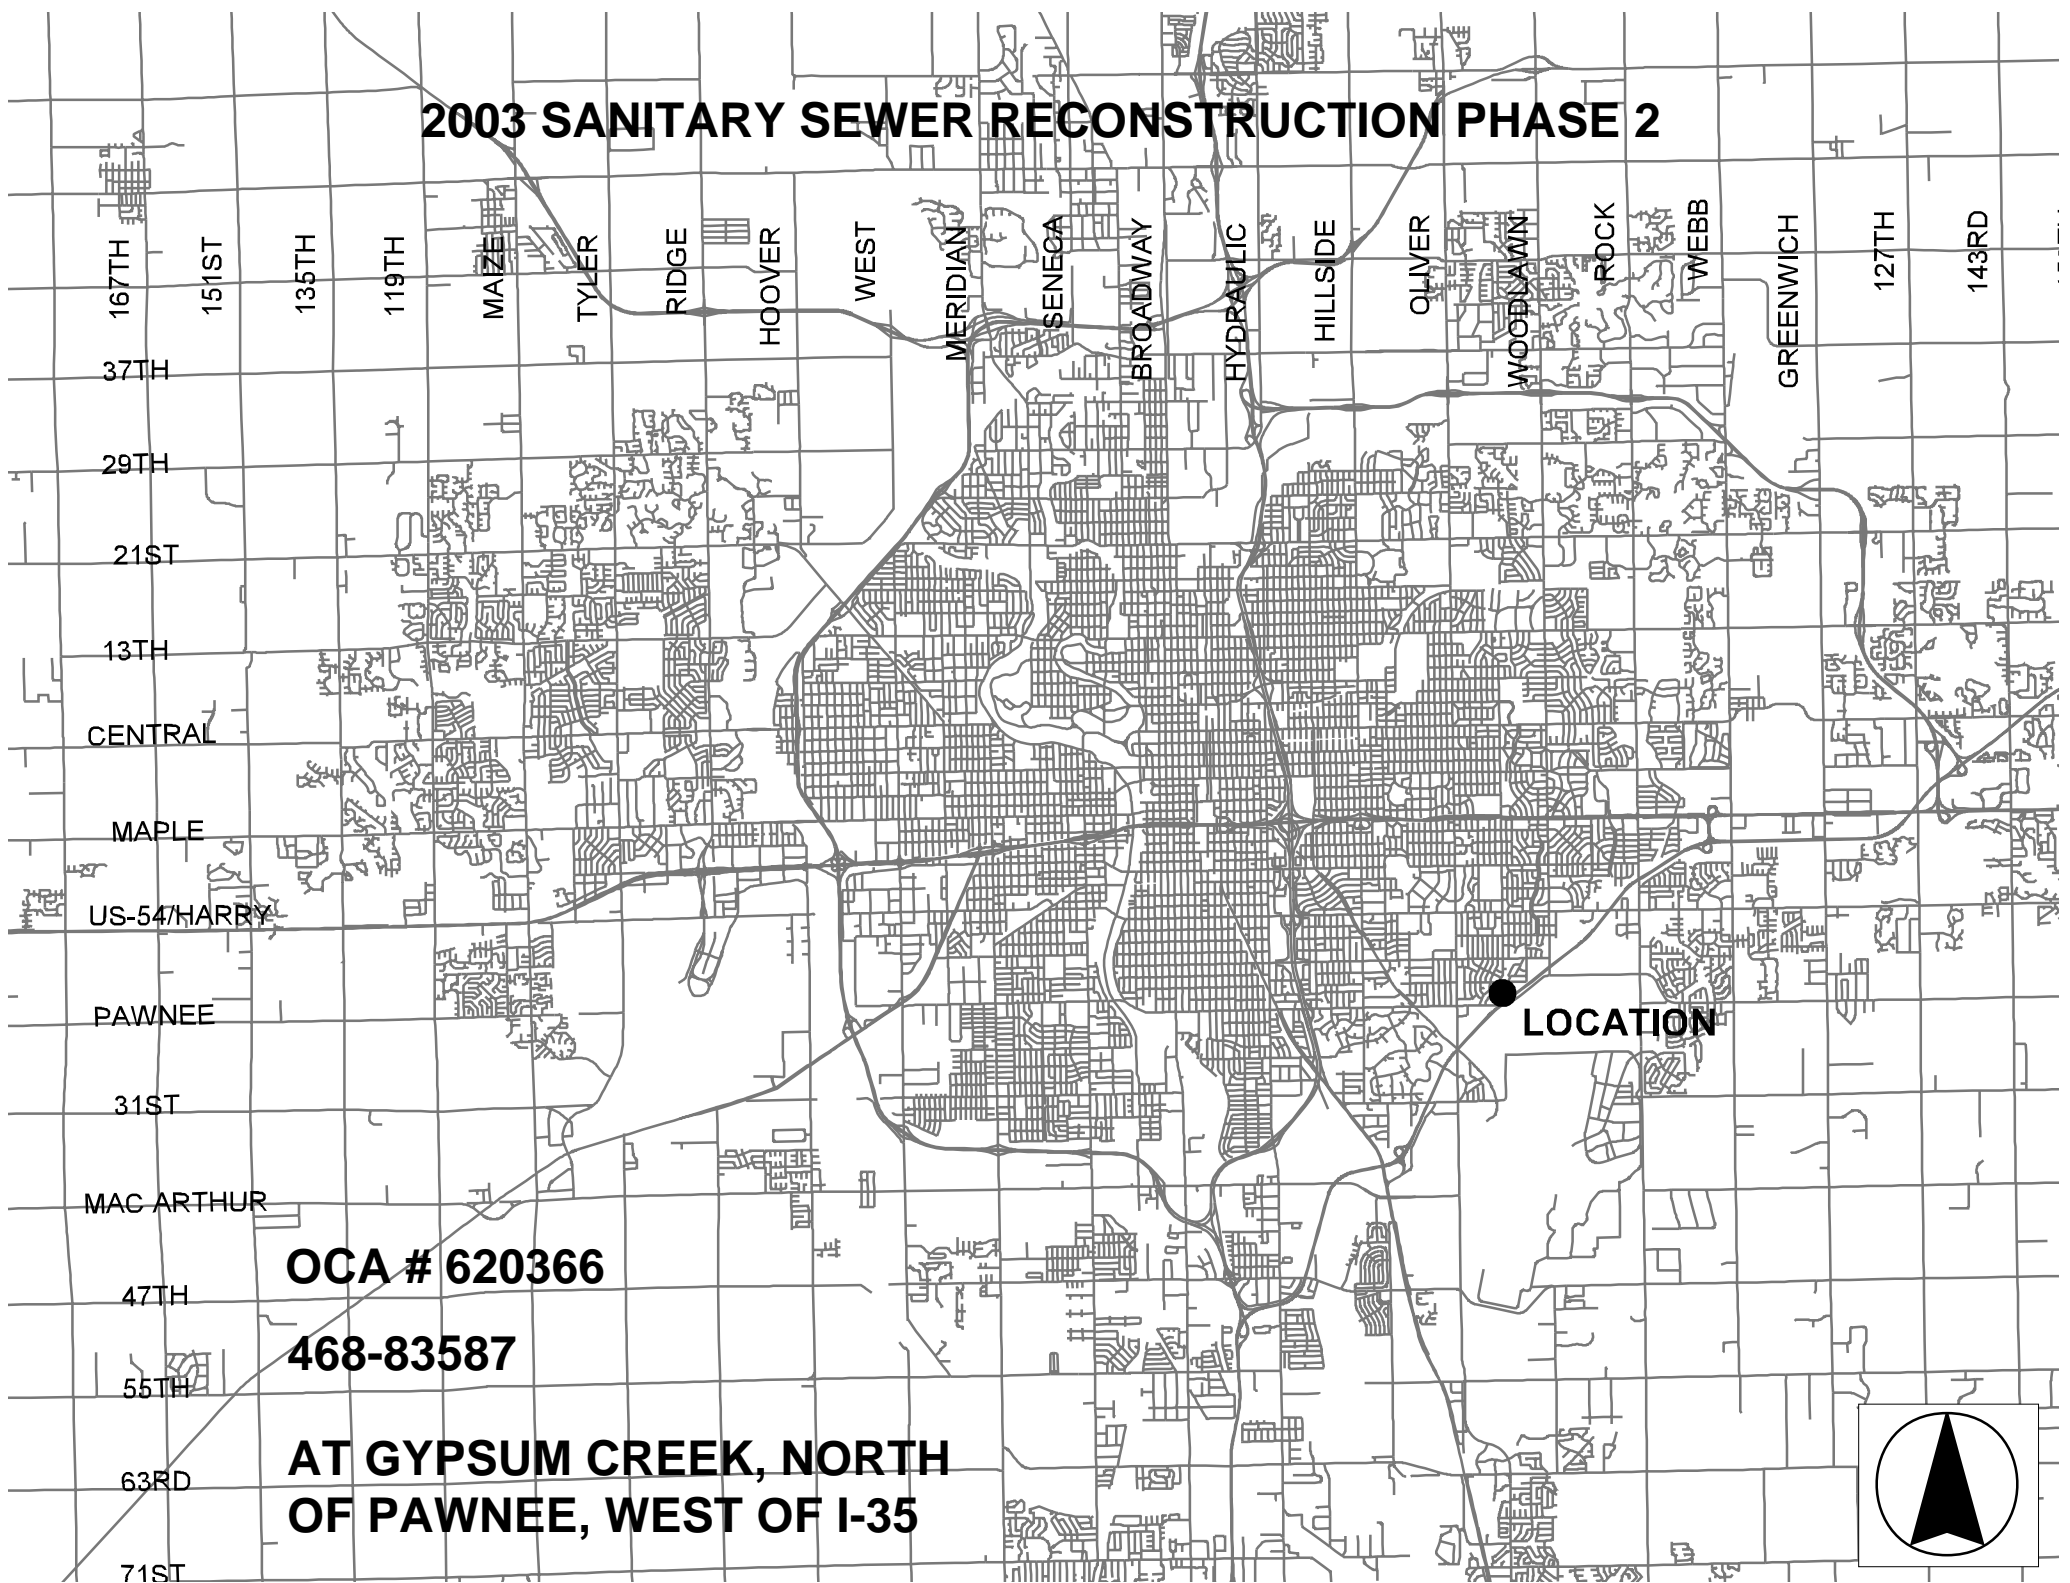 2003 SANITARY SEWER RECONSTRUCTION PHASE 2
167TH
151ST
135TH
119TH
MAIZE
TYLER
RIDGE
HOOVER
WEST
MERIDIAN
SENECA
BROADWAY
HYDRAULIC
HILLSIDE
OLIVER
WOODLAWN
ROCK
WEBB
GREENWICH
127TH
143RD
37TH
29TH
21ST
13TH
CENTRAL
MAPLE
US-54/HARRY
PAWNEE
LOCATION
31ST
MAC ARTHUR
OCA # 620366
47TH
468-83587
55TH
AT GYPSUM CREEK, NORTH
63RD
OF PAWNEE, WEST OF I-35
71ST